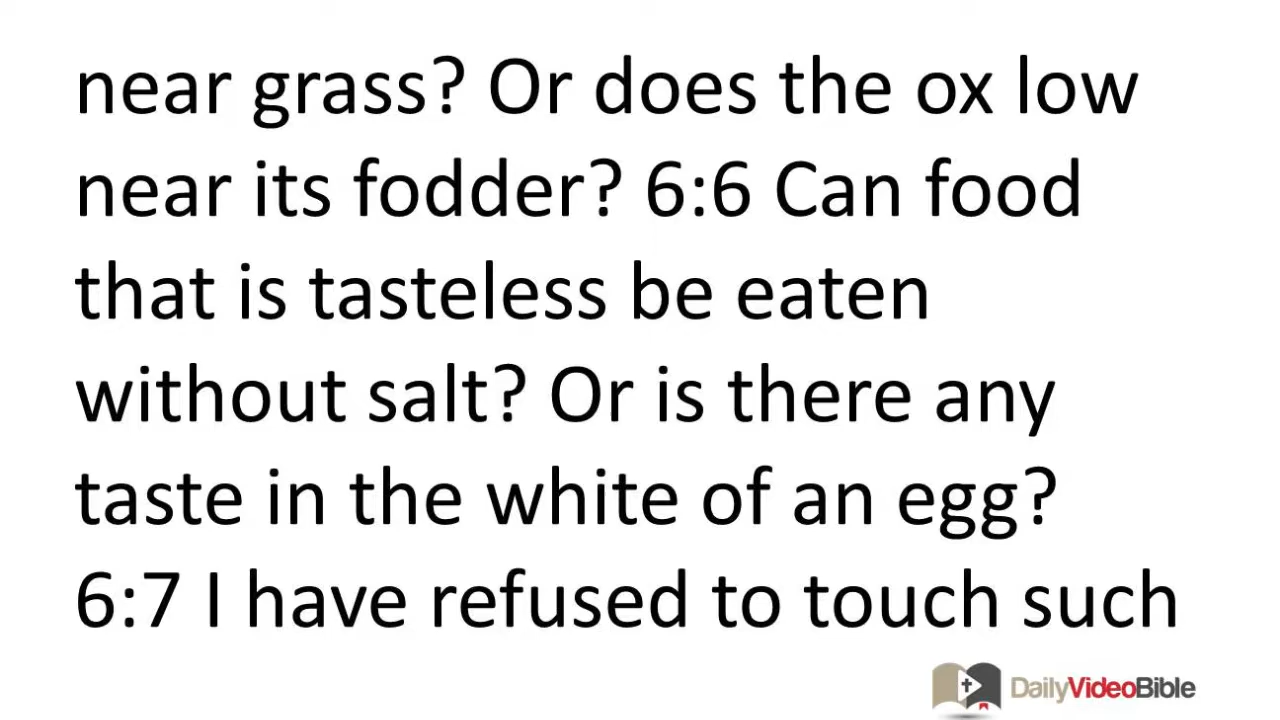 near grass? Or does the ox low
near its fodder? 6:6 Can food
that is tasteless be eaten
without salt? Or is there any
taste in the white of an egg?
6:7 I have refused to touch such
DailyVideoBible